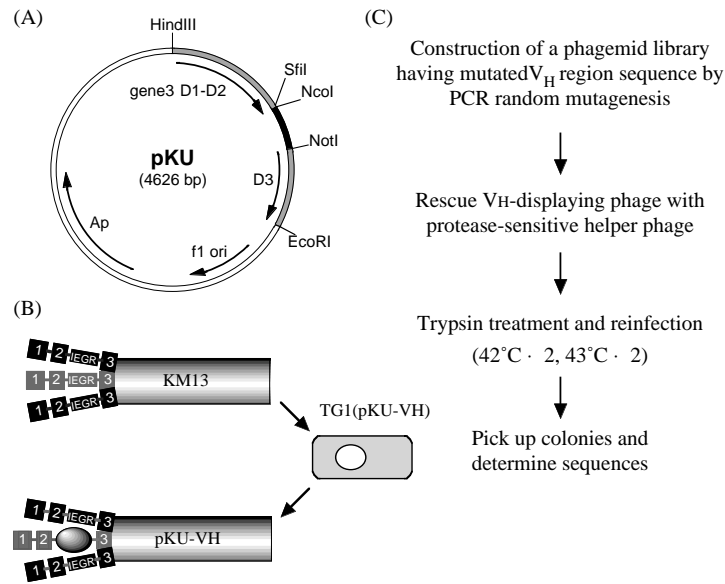 (A)
HindIII
SfiI
NcoI
gene3 D1-D2
NotI
pKU
(4626 bp)
D3
Ap
EcoRI
f1 ori
(B)
1 2 IEGR 3
1 2 IEGR 3
1 2 IEGR 3
KM13
TG1(pKU-VH)
1 2 IEGR 3
1 2 3
1 2 IEGR 3
pKU-VH
(C)
Construction of a phagemid library
having mutatedVH region sequence by
PCR random mutagenesis
Rescue VH-displaying phage with
protease-sensitive helper phage
Trypsin treatment and reinfection
(42°C · 2, 43°C · 2)
Pick up colonies and
determine sequences